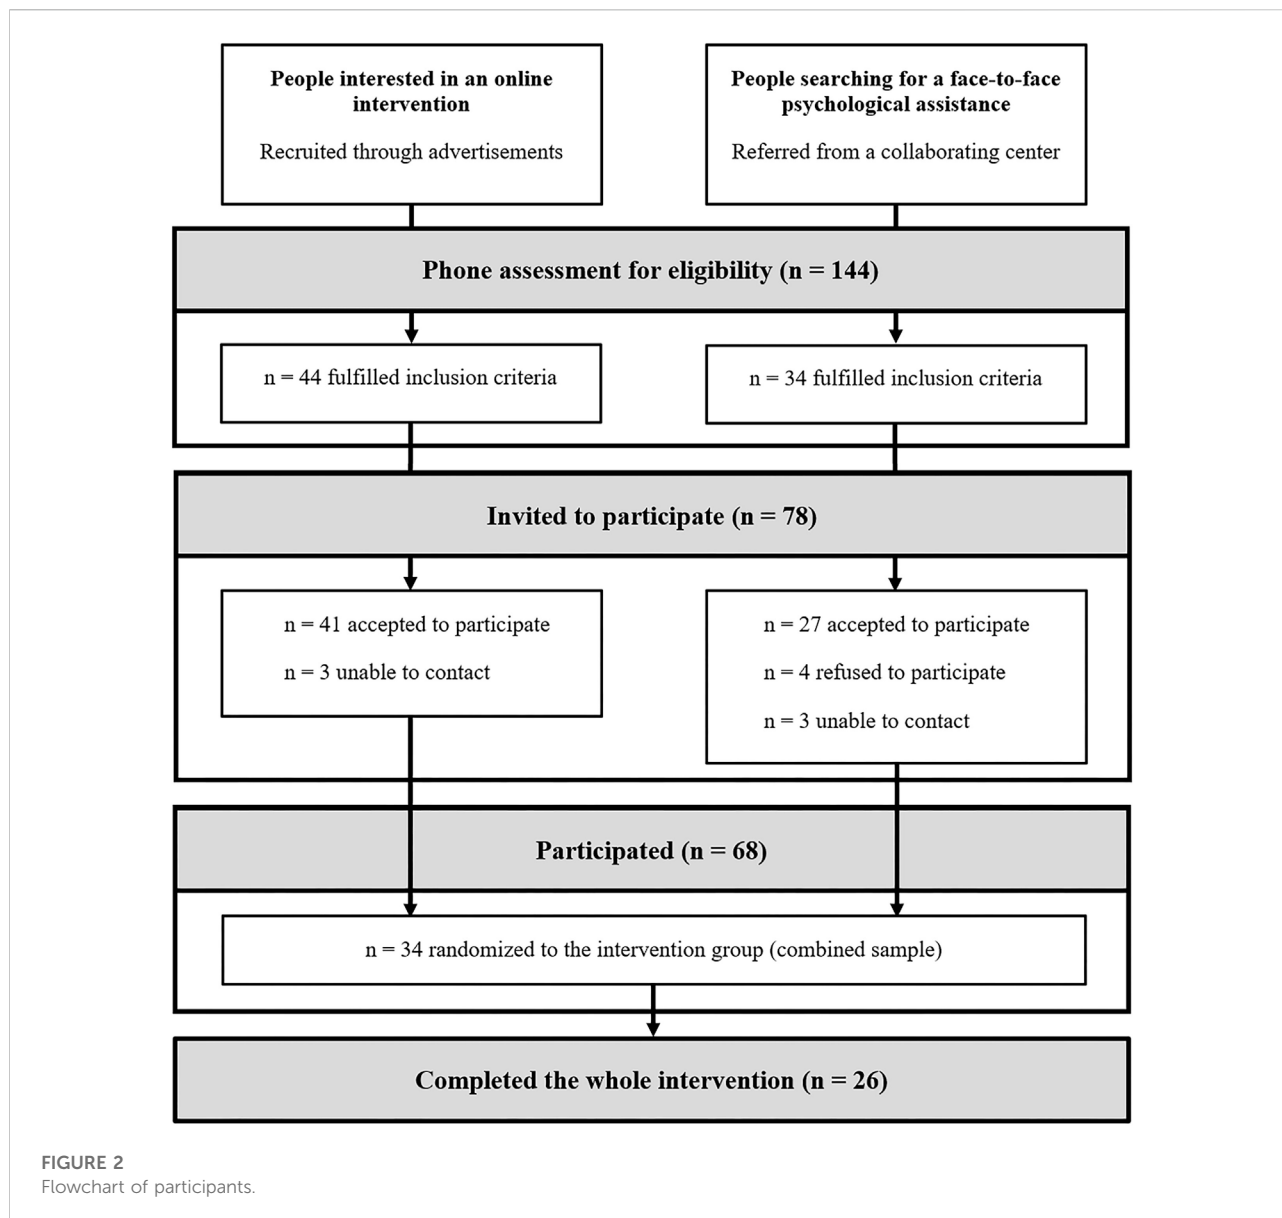 People interested in an online
intervention
Recruited through advertisements
People searching for a face-to-face
psychological assistance
Referred from a collaborating center
Phone assessment for eligibility (n = 144)
n = 44 fulfilled inclusion criteria
n = 34 fulfilled inclusion criteria
Invited to participate (n = 78)
n = 41 accepted to participate
n = 3 unable to contact
n = 27 accepted to participate
n = 4 refused to participate
n = 3 unable to contact
Participated (n = 68)
n = 34 randomized to the intervention group (combined sample)
Completed the whole intervention (n = 26)
FIGURE 2
Flowchart of participants.